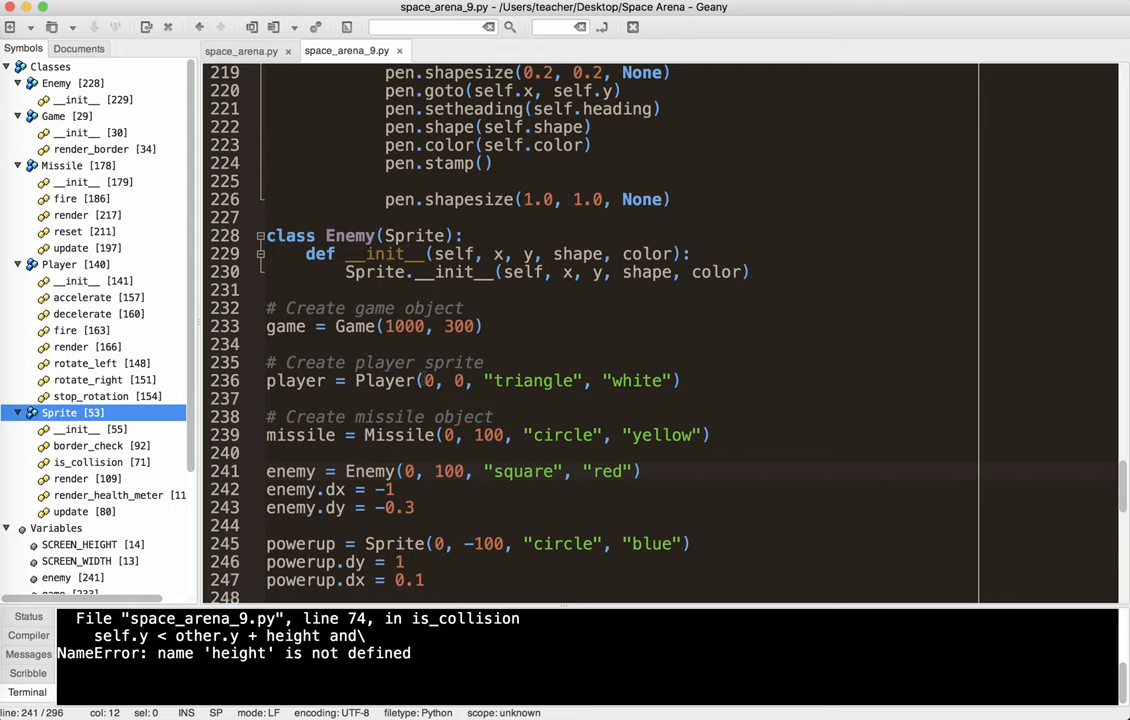 space_arena_9.py - /Users/teacher/Desktop/Space Arena - Geany
Symbols Documents
space_arena.py space_arena_9.py
Classes
Enemy [228]
__init__ [229]
Game [29]
__init__ [30]
render_border [34]
Missile [178]
__init__ [179]
fire [186]
render [217]
reset [211]
update [197]
Player [140]
__init__ [141]
accelerate [157]
decelerate [160]
fire [163]
render [166]
rotate_left [148]
rotate_right [151]
stop_rotation [154]
Sprite [53]
__init__ [55]
border_check [92]
is_collision [71]
render [109]
render_health_meter [11
update [80]
Variables
SCREEN_HEIGHT [14]
SCREEN_WIDTH [13]
enemy [241]
game [233]
219 pen.shapesize(0.2, 0.2, None)
220 pen.goto(self.x, self.y)
221 pen.setheading(self.heading)
222 pen.shape(self.shape)
223 pen.color(self.color)
224 pen.stamp()
225
226 pen.shapesize(1.0, 1.0, None)
227
228 class Enemy(Sprite):
229 def __init__(self, x, y, shape, color):
230 Sprite.__init__(self, x, y, shape, color)
231
232 # Create game object
233 game = Game(1000, 300)
234
235 # Create player sprite
236 player = Player(0, 0, "triangle", "white")
237
238 # Create missile object
239 missile = Missile(0, 100, "circle", "yellow")
240
241 enemy = Enemy(0, 100, "square", "red")
242 enemy.dx = -1
243 enemy.dy = -0.3
244
245 powerup = Sprite(0, -100, "circle", "blue")
246 powerup.dy = 1
247 powerup.dx = 0.1
248
Status
Compiler
Messages
Scribble
Terminal
File "space_arena_9.py", line 74, in is_collision
self.y < other.y + height and\
NameError: name 'height' is not defined
line: 241 / 296 col: 12 sel: 0 INS SP mode: LF encoding: UTF-8 filetype: Python scope: unknown